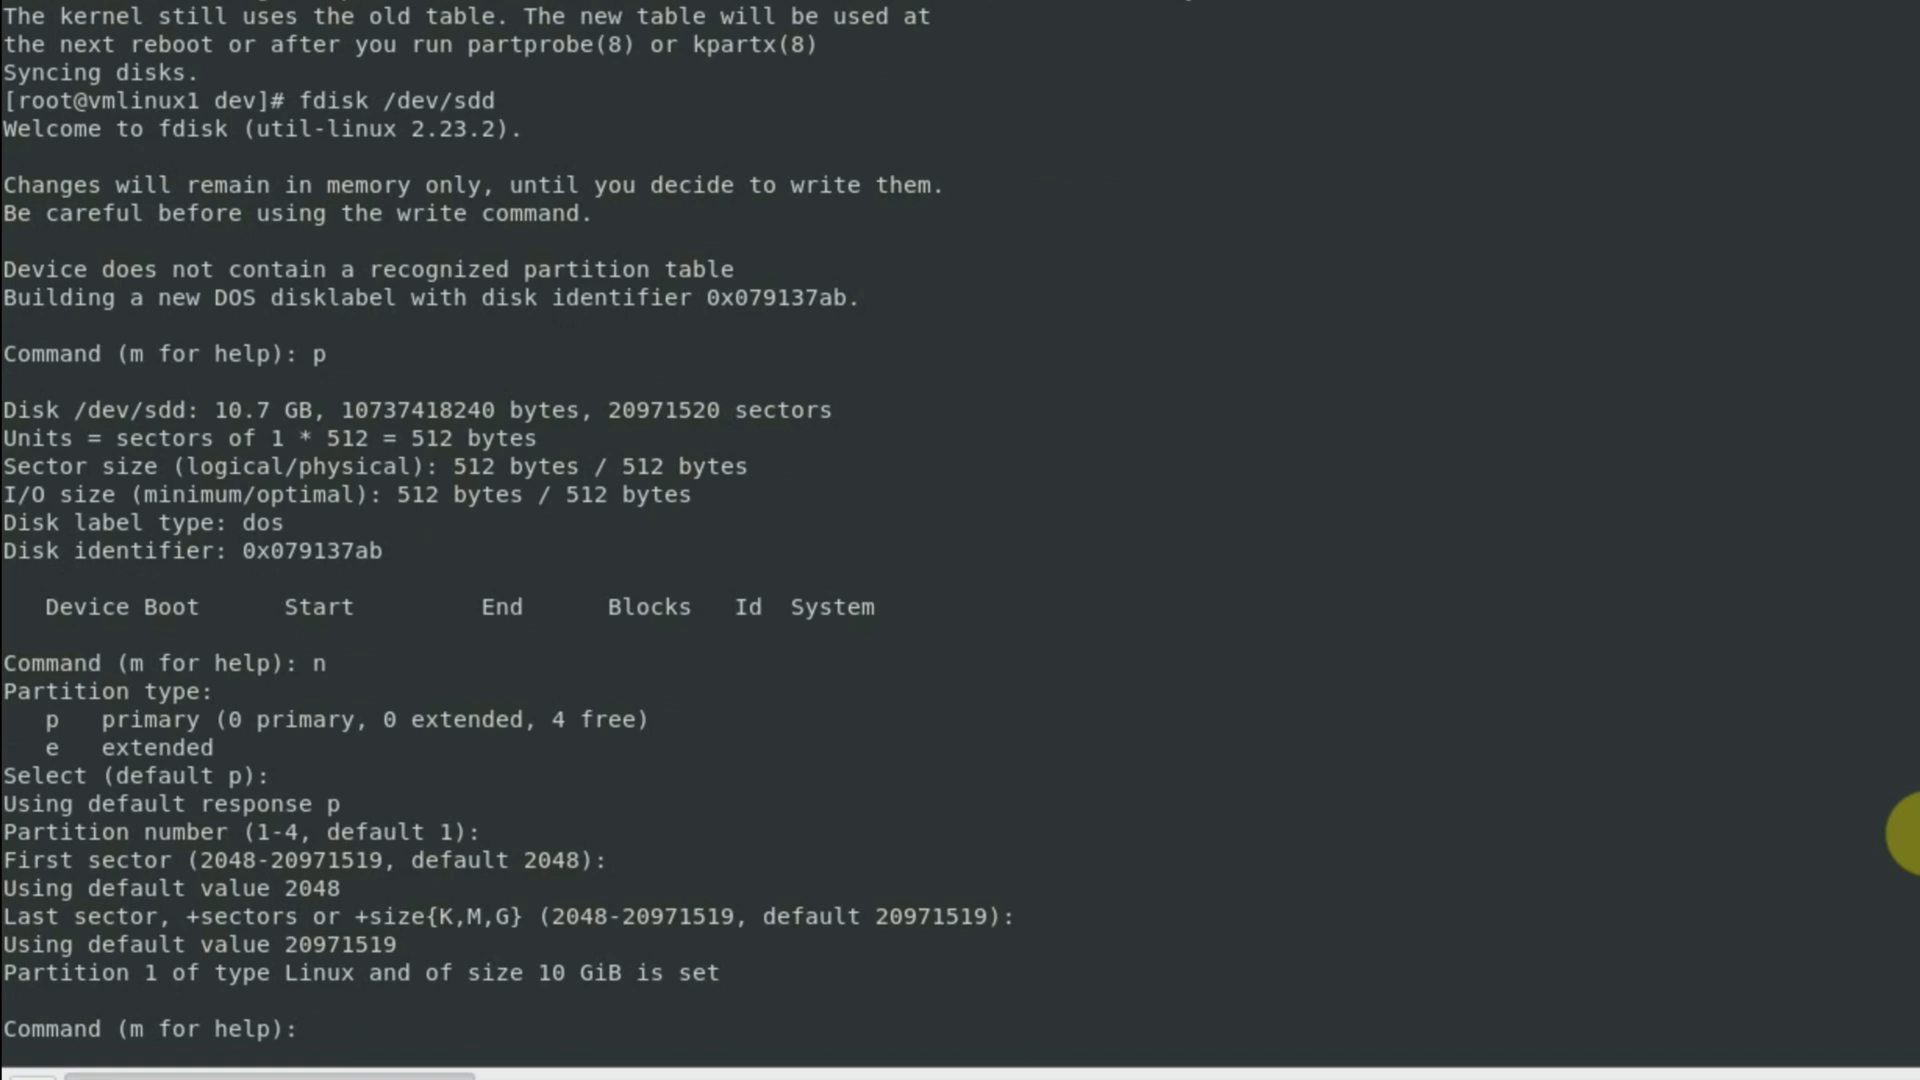 The kernel still uses the old table. The new table will be used at
the next reboot or after you run partprobe(8) or kpartx(8)
Syncing disks.
[root@vmlinux1 dev]# fdisk /dev/sdd
Welcome to fdisk (util-linux 2.23.2).
Changes will remain in memory only, until you decide to write them.
Be careful before using the write command.
Device does not contain a recognized partition table
Building a new DOS disklabel with disk identifier 0x079137ab.
Command (m for help): p
Disk /dev/sdd: 10.7 GB, 10737418240 bytes, 20971520 sectors
Units = sectors of 1 * 512 = 512 bytes
Sector size (logical/physical): 512 bytes / 512 bytes
I/O size (minimum/optimal): 512 bytes / 512 bytes
Disk label type: dos
Disk identifier: 0x079137ab
   Device Boot      Start         End      Blocks   Id  System
Command (m for help): n
Partition type:
   p   primary (0 primary, 0 extended, 4 free)
   e   extended
Select (default p):
Using default response p
Partition number (1-4, default 1):
First sector (2048-20971519, default 2048):
Using default value 2048
Last sector, +sectors or +size{K,M,G} (2048-20971519, default 20971519):
Using default value 20971519
Partition 1 of type Linux and of size 10 GiB is set
Command (m for help):